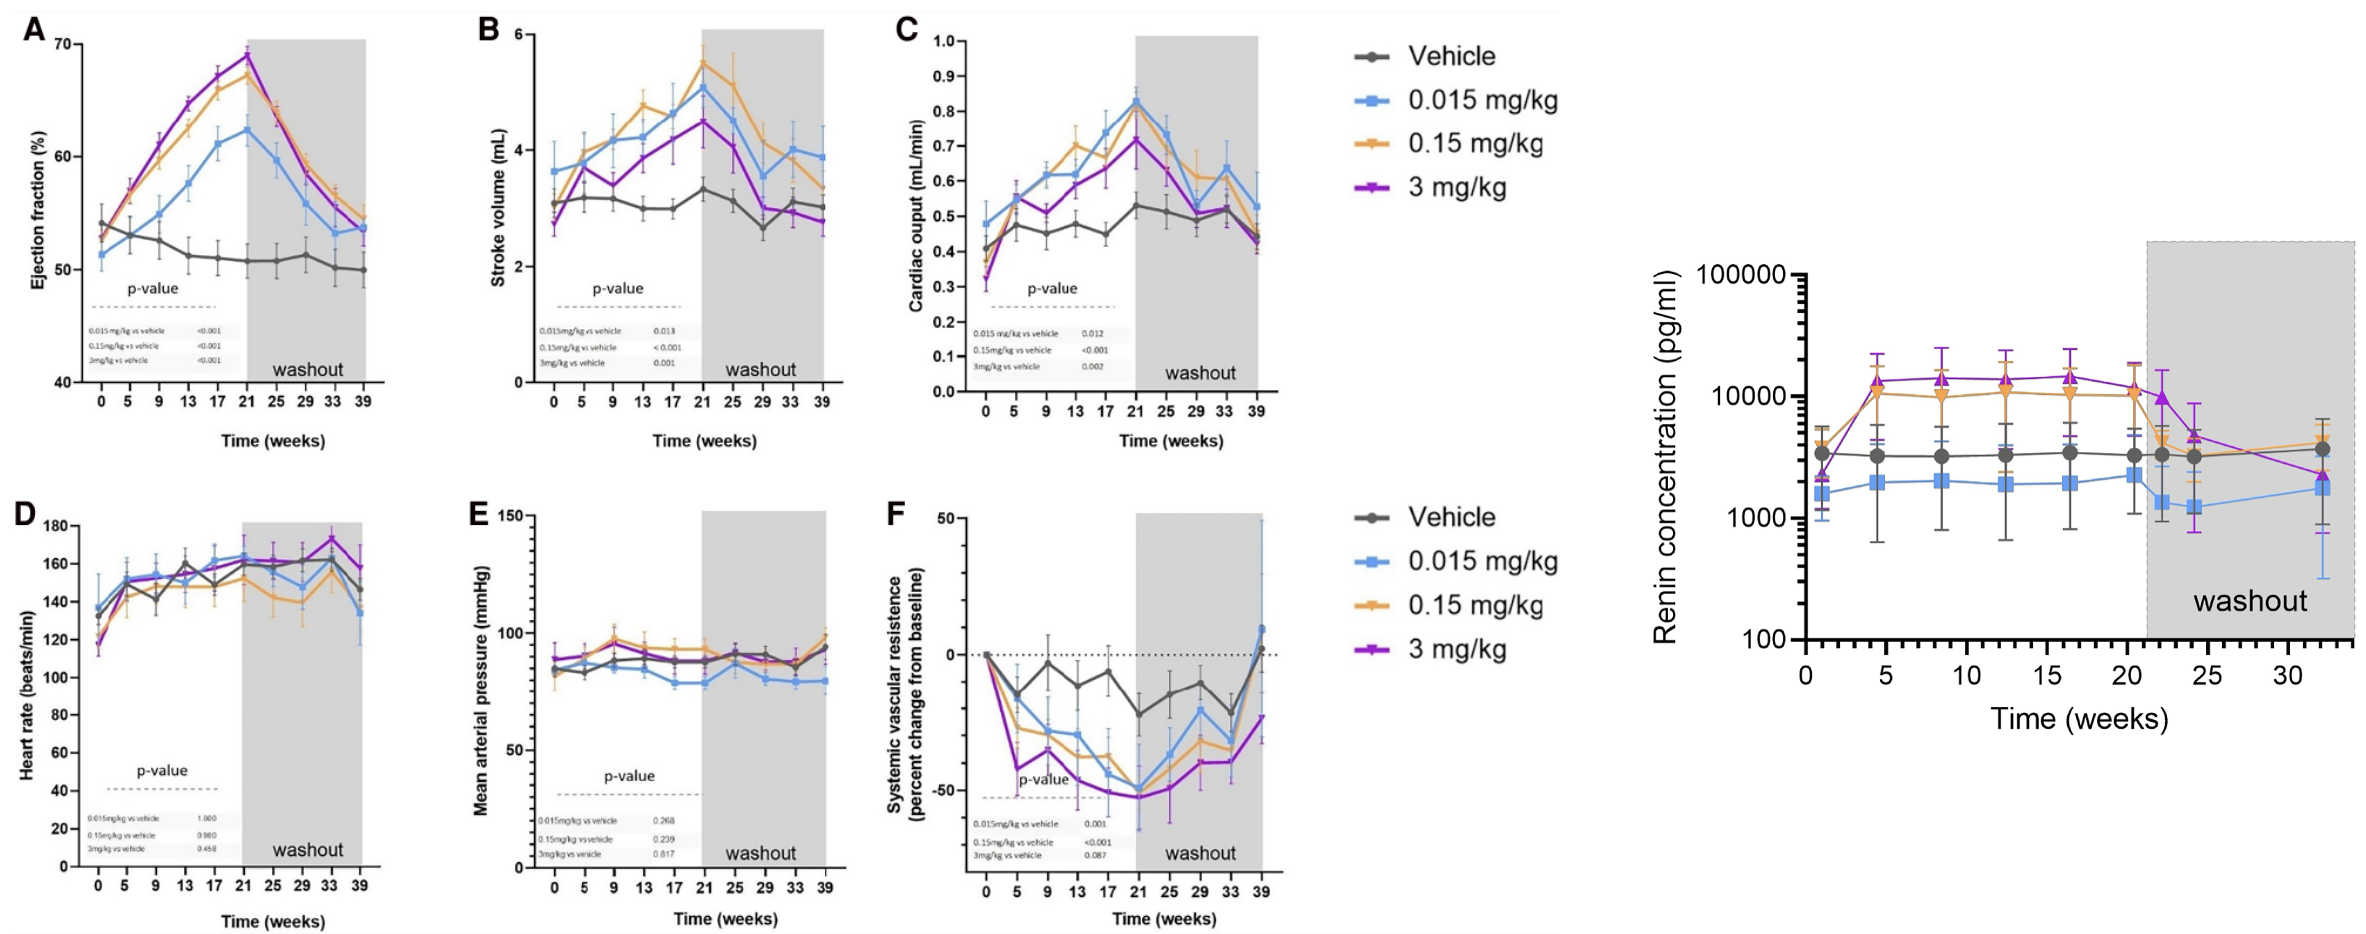 A
Ejection fraction (%)
70
60
50
40
p-value
0.015 mg/kg vs vehicle <0.001
0.15mg/kg vs vehicle <0.001
3mg/kg vs vehicle <0.001
washout
0 5 9 13 17 21 25 29 33 39
Time (weeks)
B
Stroke volume (mL)
6
4
2
0
p-value
0.015mg/kg vs vehicle 0.013
0.15mg/kg vs vehicle < 0.001
3mg/kg vs vehicle 0.001
washout
0 5 9 13 17 21 25 29 33 39
Time (weeks)
C
Cardiac ouput (mL/min)
1.0
0.9
0.8
0.7
0.6
0.5
0.4
0.3
0.2
0.1
0.0
p-value
0.015 mg/kg vs vehicle 0.012
0.15mg/kg vs vehicle <0.001
3mg/kg vs vehicle 0.002
washout
0 5 9 13 17 21 25 29 33 39
Time (weeks)
Vehicle
0.015 mg/kg
0.15 mg/kg
3 mg/kg
D
Heart rate (beats/min)
180
160
140
120
100
80
60
40
20
0
p-value
0.015mg/kg vs vehicle 1.000
0.15mg/kg vs vehicle 0.980
3mg/kg vs vehicle 0.458
washout
0 5 9 13 17 21 25 29 33 39
Time (weeks)
E
Mean arterial pressure (mmHg)
150
100
50
0
p-value
0.015mg/kg vs vehicle 0.268
0.15mg/kg vs vehicle 0.239
3mg/kg vs vehicle 0.817
washout
0 5 9 13 17 21 25 29 33 39
Time (weeks)
F
Systemic vascular resistence
(percent change from baseline)
50
0
-50
p-value
0.015mg/kg vs vehicle 0.001
0.15mg/kg vs vehicle <0.001
3mg/kg vs vehicle 0.087
washout
0 5 9 13 17 21 25 29 33 39
Time (weeks)
Vehicle
0.015 mg/kg
0.15 mg/kg
3 mg/kg
Renin concentration (pg/ml)
100000
10000
1000
100
washout
0 5 10 15 20 25 30
Time (weeks)